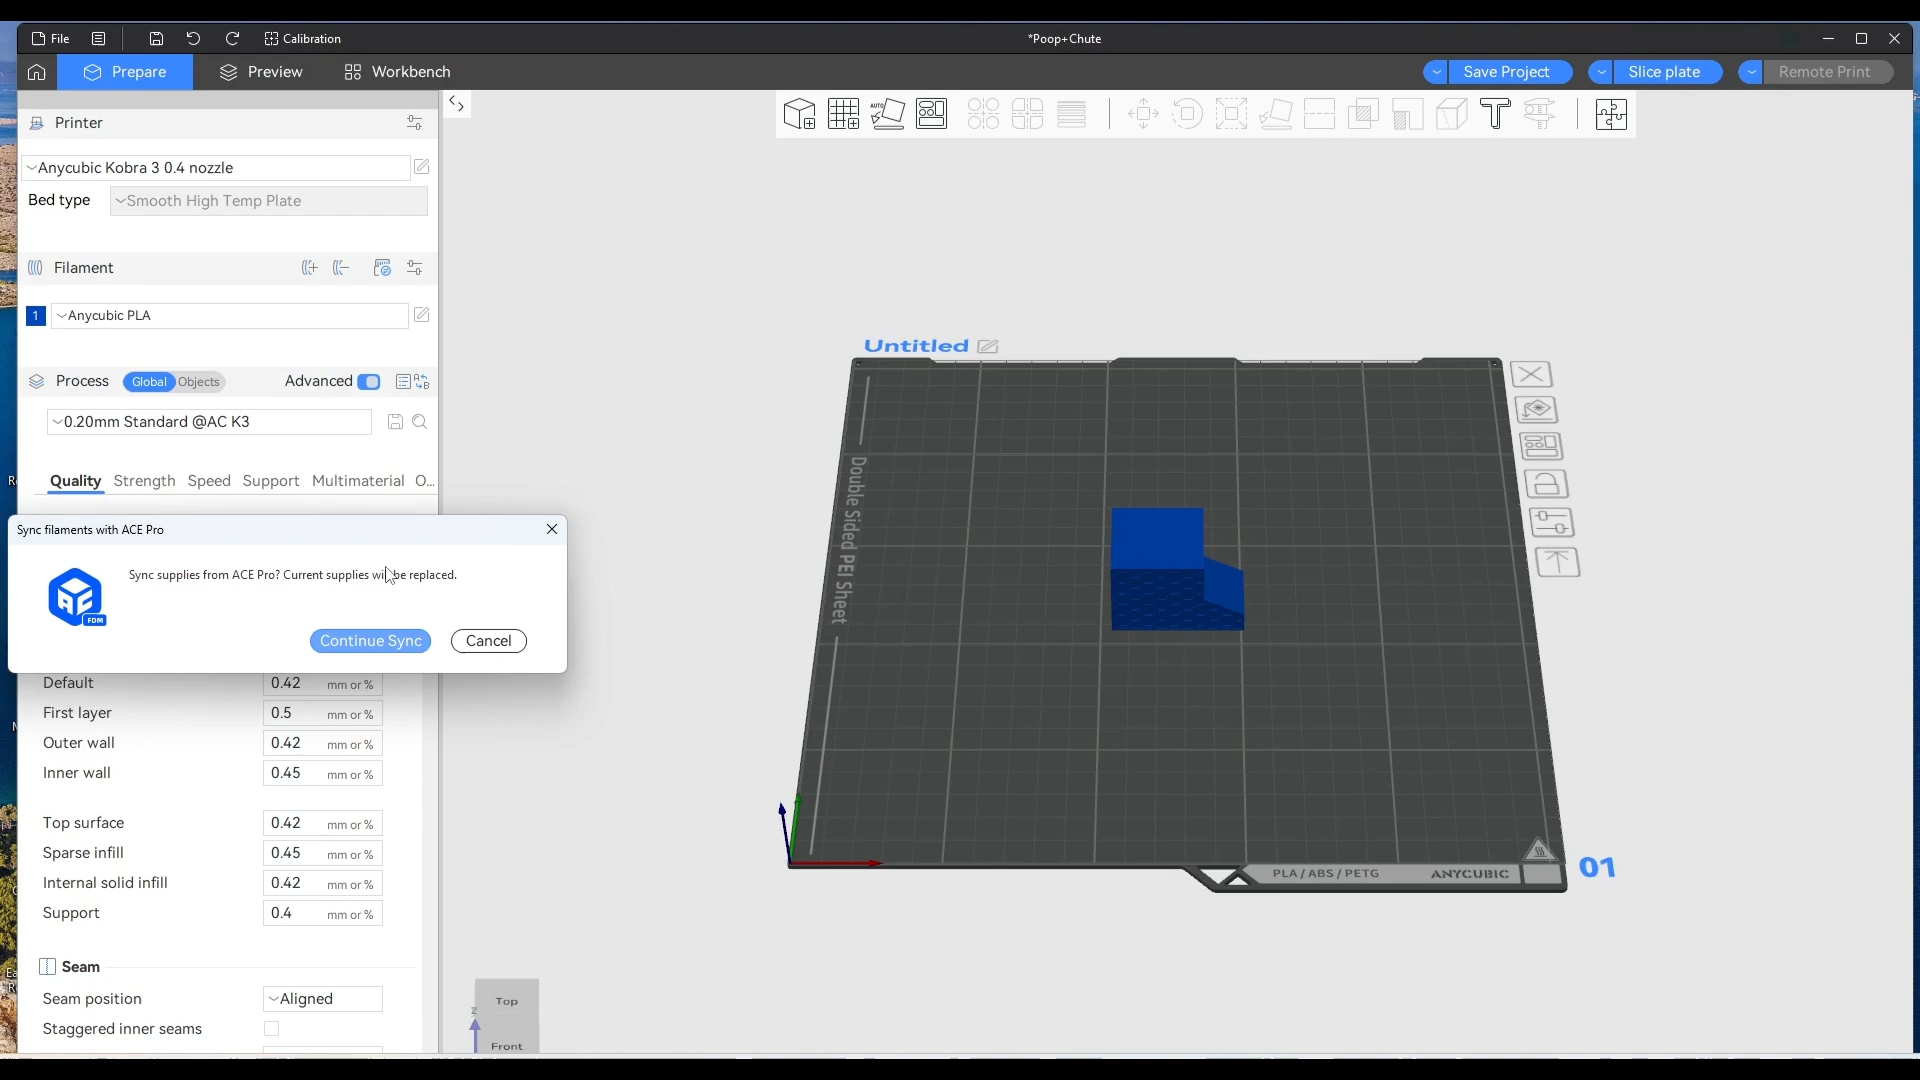 File
Calibration
*Poop+Chute
Prepare
Preview
Workbench
Save Project
Slice plate
Remote Print
Printer
Anycubic Kobra 3 0.4 nozzle
Bed type
Smooth High Temp Plate
Filament
1
Anycubic PLA
Process
Global
Objects
Advanced
0.20mm Standard @AC K3
Quality
Strength
Speed
Support
Multimaterial
O...
Sync filaments with ACE Pro
Sync supplies from ACE Pro? Current supplies will be replaced.
FDM
Continue Sync
Cancel
Default 0.42 mm or %
First layer 0.5 mm or %
Outer wall 0.42 mm or %
Inner wall 0.45 mm or %
Top surface 0.42 mm or %
Sparse infill 0.45 mm or %
Internal solid infill 0.42 mm or %
Support 0.4 mm or %
Seam
Seam position Aligned
Staggered inner seams
AUTO
Untitled
Double Sided PEI Sheet
PLA / ABS / PETG
ANYCUBIC
01
Top
Z
Front